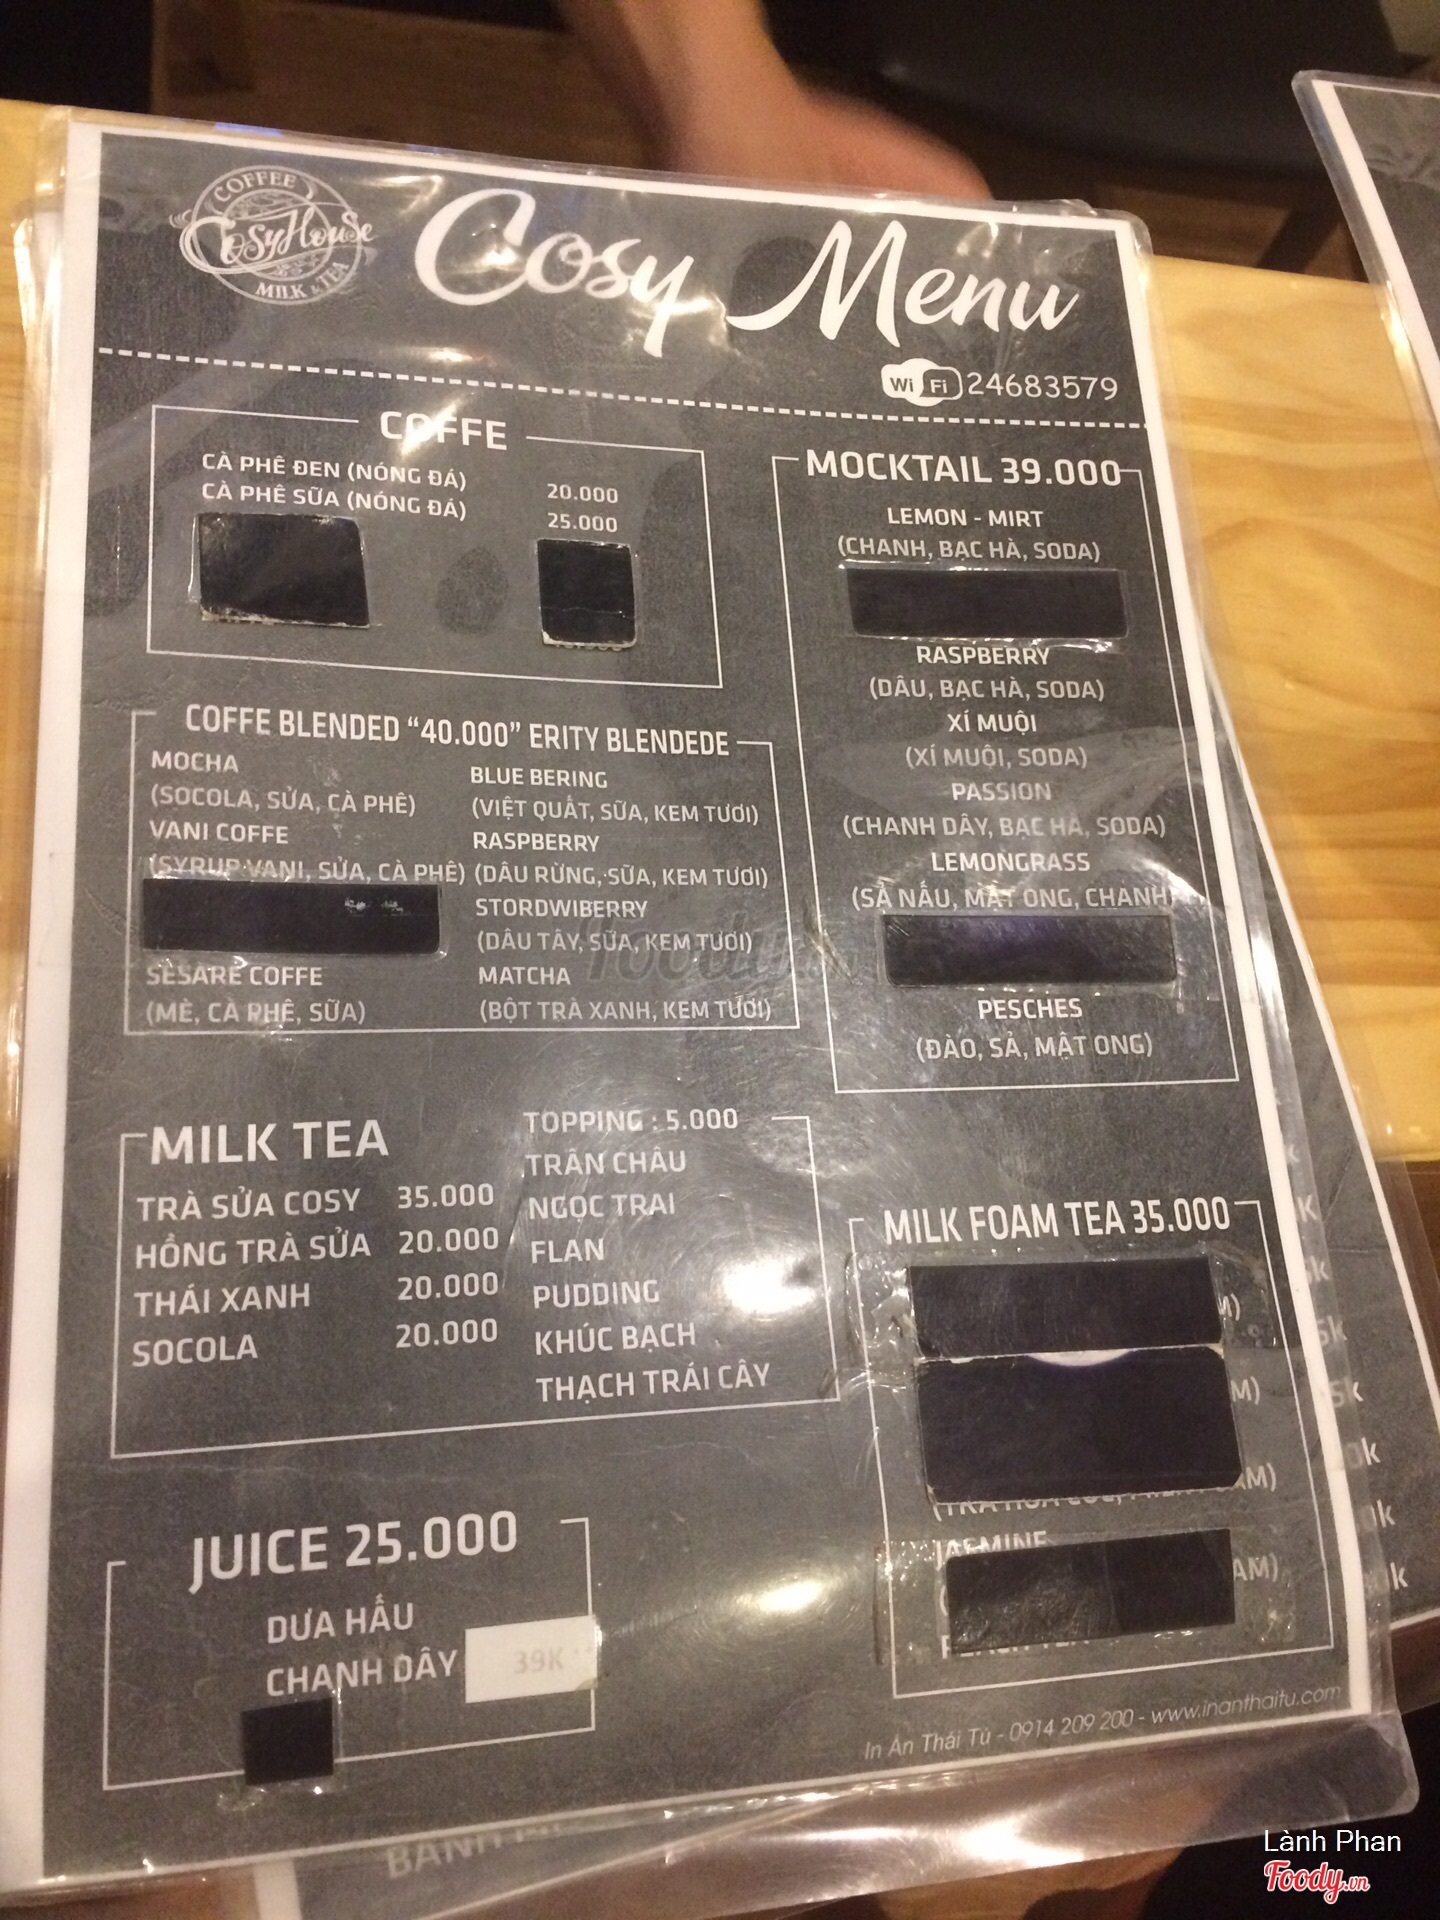 COFFEE
CosyHouse
MILK & TEA
Cosy Menu
WiFi 24683579
COFFE
CÀ PHÊ ĐEN (NÓNG ĐÁ) 20.000
CÀ PHÊ SỮA (NÓNG ĐÁ) 25.000
COFFE BLENDED “40.000” ERITY BLENDEDE
MOCHA
(SOCOLA, SỬA, CÀ PHÊ)
VANI COFFE
(SYRUP VANI, SỬA, CÀ PHÊ)
SESARE COFFE
(MÈ, CÀ PHÊ, SỮA)
BLUE BERING
(VIỆT QUẤT, SỮA, KEM TƯƠI)
RASPBERRY
(DÂU RỪNG, SỮA, KEM TƯƠI)
STORDWIBERRY
(DÂU TÂY, SỮA, KEM TƯƠI)
MATCHA
(BỘT TRÀ XANH, KEM TƯƠI)
MOCKTAIL 39.000
LEMON - MIRT
(CHANH, BẠC HÀ, SODA)
RASPBERRY
(DÂU, BẠC HÀ, SODA)
XÍ MUỘI
(XÍ MUỘI, SODA)
PASSION
(CHANH DÂY, BẠC HÀ, SODA)
LEMONGRASS
(SẢ NẤU, MẬT ONG, CHANH)
PESCHES
(ĐÀO, SẢ, MẬT ONG)
MILK TEA
TRÀ SỬA COSY 35.000
HỒNG TRÀ SỬA 20.000
THÁI XANH 20.000
SOCOLA 20.000
TOPPING : 5.000
TRÂN CHÂU
NGỌC TRAI
FLAN
PUDDING
KHÚC BẠCH
THẠCH TRÁI CÂY
MILK FOAM TEA 35.000
JASMINE
JUICE 25.000
DƯA HẤU
CHANH DÂY 39K
In Ấn Thái Tú - 0914 209 200 - www.inanthaitu.com
Lành Phan
Foody.vn